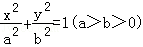 x²/a² + y²/b² = 1(a＞b＞0)